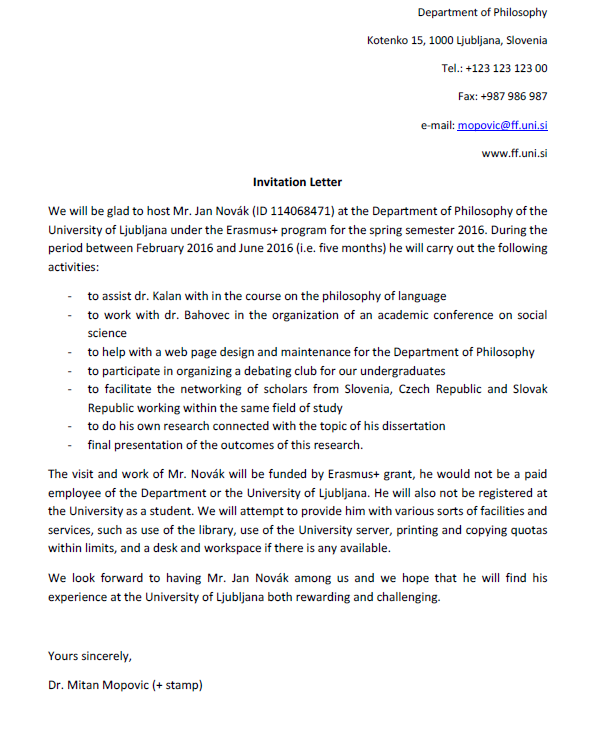 Department of Philosophy
Kotenko 15, 1000 Ljubljana, Slovenia
Tel.: +123 123 123 00
Fax: +987 986 987
e-mail: mopovic@ff.uni.si
www.ff.uni.si
Invitation Letter
We will be glad to host Mr. Jan Novák (ID 114068471) at the Department of Philosophy of the
University of Ljubljana under the Erasmus+ program for the spring semester 2016. During the
period between February 2016 and June 2016 (i.e. five months) he will carry out the following
activities:
- to assist dr. Kalan with in the course on the philosophy of language
- to work with dr. Bahovec in the organization of an academic conference on social
science
- to help with a web page design and maintenance for the Department of Philosophy
- to participate in organizing a debating club for our undergraduates
- to facilitate the networking of scholars from Slovenia, Czech Republic and Slovak
Republic working within the same field of study
- to do his own research connected with the topic of his dissertation
- final presentation of the outcomes of this research.
The visit and work of Mr. Novák will be funded by Erasmus+ grant, he would not be a paid
employee of the Department or the University of Ljubljana. He will also not be registered at
the University as a student. We will attempt to provide him with various sorts of facilities and
services, such as use of the library, use of the University server, printing and copying quotas
within limits, and a desk and workspace if there is any available.
We look forward to having Mr. Jan Novák among us and we hope that he will find his
experience at the University of Ljubljana both rewarding and challenging.
Yours sincerely,
Dr. Mitan Mopovic (+ stamp)